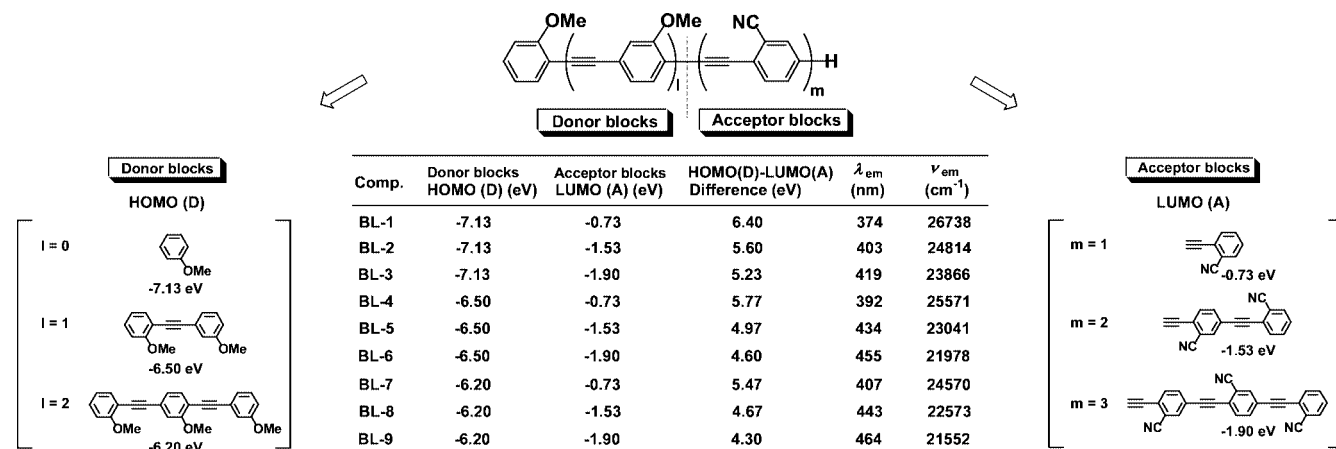 OMe
OMe
NC
H
l
m
Donor blocks
Acceptor blocks
Donor blocks
HOMO (D)
l = 0
OMe
-7.13 eV
l = 1
OMe
OMe
-6.50 eV
l = 2
OMe
OMe
OMe
-6.20 eV
Comp. Donor blocks HOMO (D) (eV) Acceptor blocks LUMO (A) (eV) HOMO(D)-LUMO(A) Difference (eV) λem (nm) νem (cm-1)
BL-1 -7.13 -0.73 6.40 374 26738
BL-2 -7.13 -1.53 5.60 403 24814
BL-3 -7.13 -1.90 5.23 419 23866
BL-4 -6.50 -0.73 5.77 392 25571
BL-5 -6.50 -1.53 4.97 434 23041
BL-6 -6.50 -1.90 4.60 455 21978
BL-7 -6.20 -0.73 5.47 407 24570
BL-8 -6.20 -1.53 4.67 443 22573
BL-9 -6.20 -1.90 4.30 464 21552
Acceptor blocks
LUMO (A)
m = 1
NC
-0.73 eV
m = 2
NC
NC
-1.53 eV
m = 3
NC
NC
NC
-1.90 eV